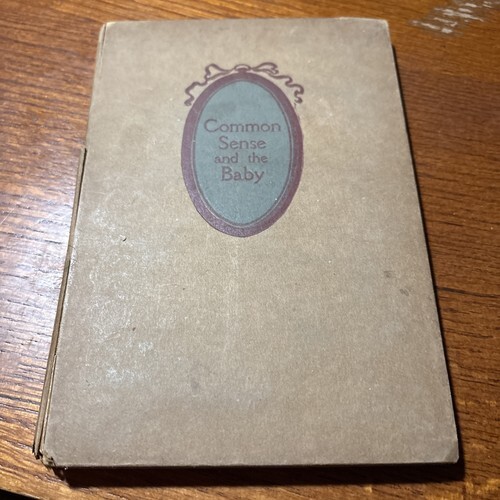 Common
Sense
and the
Baby